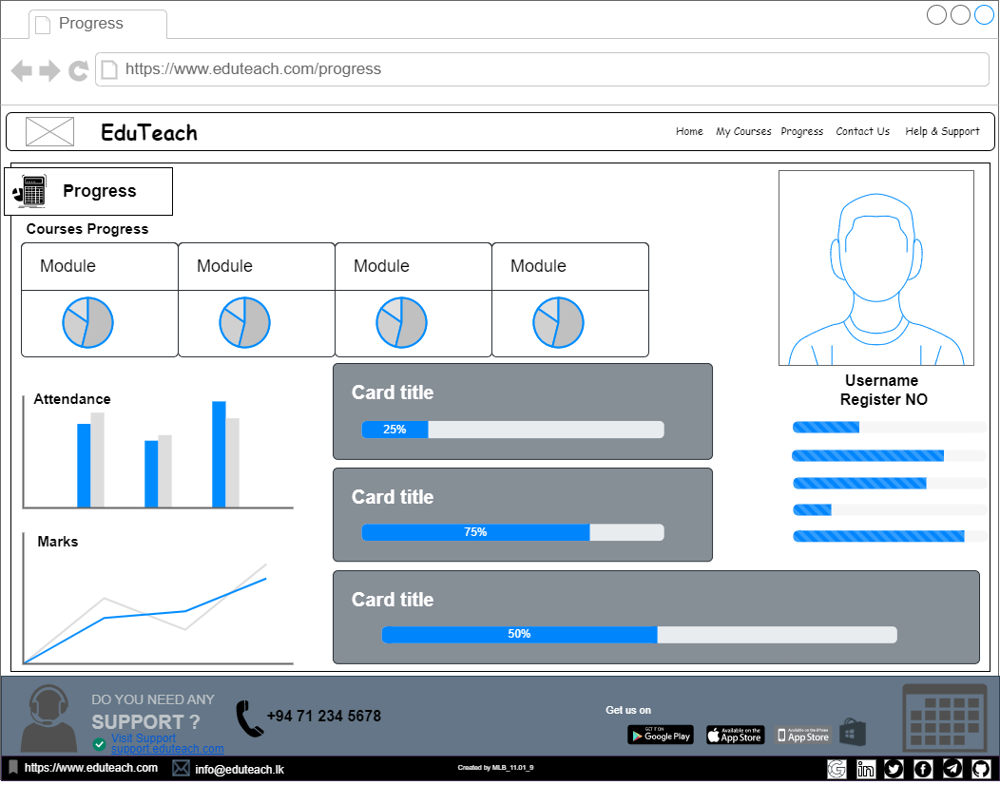 Progress
https://www.eduteach.com/progress
EduTeach
Home My Courses Progress Contact Us Help & Support
Progress
Courses Progress
Module Module Module Module
Username
Register NO
Attendance
Card title
25%
Card title
75%
Marks
Card title
50%
DO YOU NEED ANY
SUPPORT ?
Visit Support
support.eduteach.com
+94 71 234 5678
Get us on
GET IT ON
Google Play
Available on the
App Store
Available on the iPhone
App Store
https://www.eduteach.com
info@eduteach.lk
Created by MLB_11.01_9